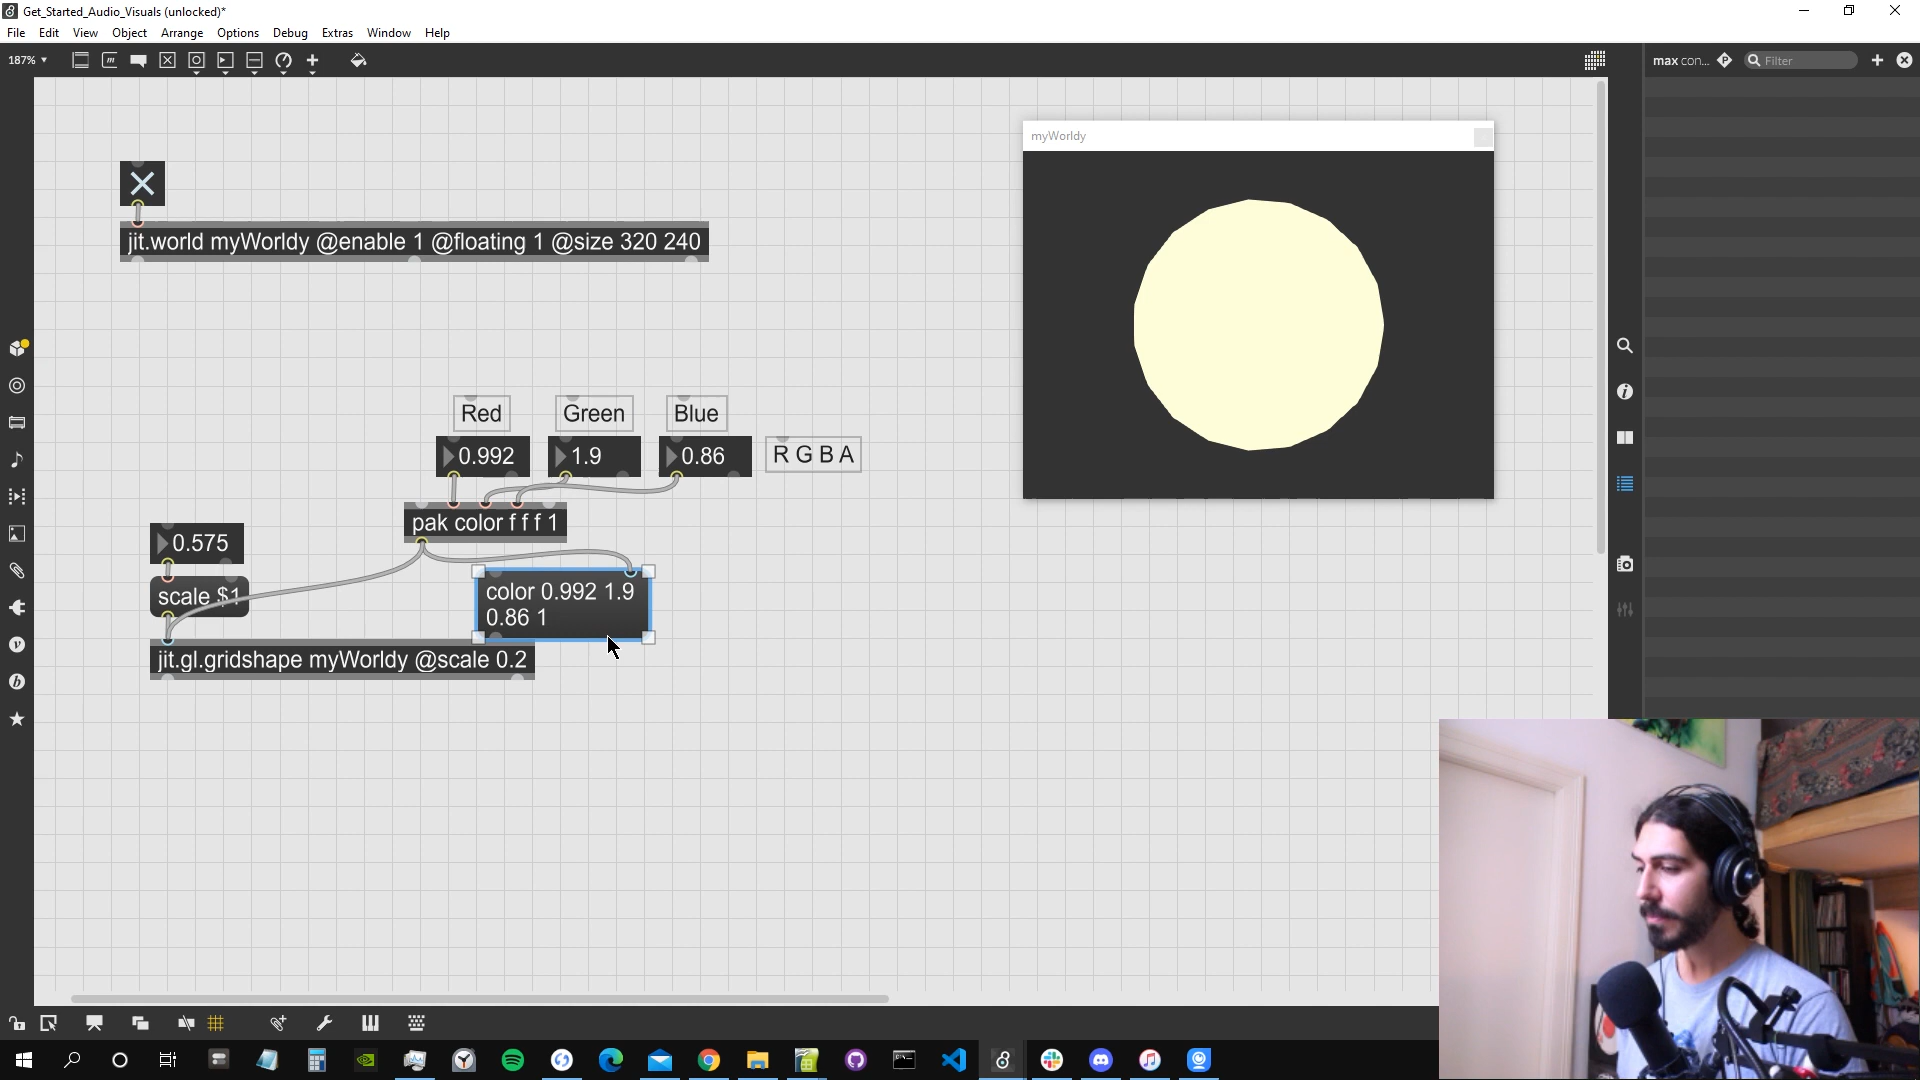 Get_Started_Audio_Visuals (unlocked)*
File Edit View Object Arrange Options Debug Extras Window Help
187%
max con...
Filter
myWorldy
jit.world myWorldy @enable 1 @floating 1 @size 320 240
Red Green Blue
0.992 1.9 0.86 R G B A
pak color f f f 1
0.575
color 0.992 1.9
0.86 1
scale $1
jit.gl.gridshape myWorldy @scale 0.2